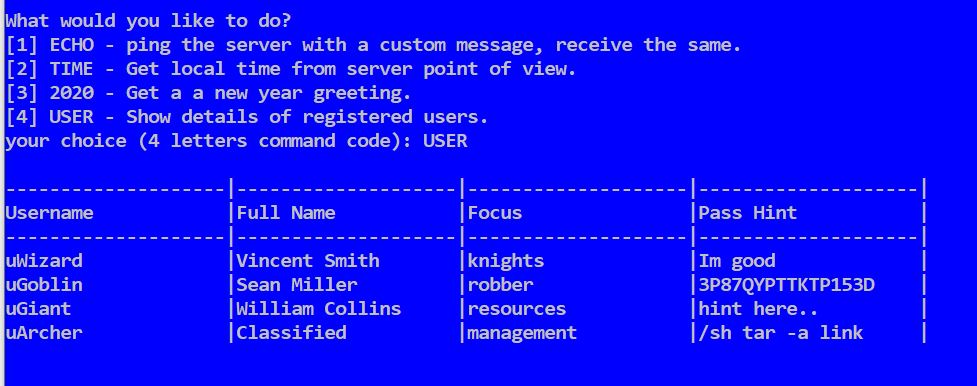 What would you like to do?
[1] ECHO - ping the server with a custom message, receive the same.
[2] TIME - Get local time from server point of view.
[3] 2020 - Get a a new year greeting.
[4] USER - Show details of registered users.
your choice (4 letters command code): USER
--------------------|--------------------|--------------------|--------------------|
Username            |Full Name           |Focus               |Pass Hint           |
--------------------|--------------------|--------------------|--------------------|
uWizard             |Vincent Smith       |knights             |Im good             |
uGoblin             |Sean Miller         |robber              |3P87QYPTTKTP153D    |
uGiant              |William Collins     |resources           |hint here..         |
uArcher             |Classified          |management          |/sh tar -a link     |